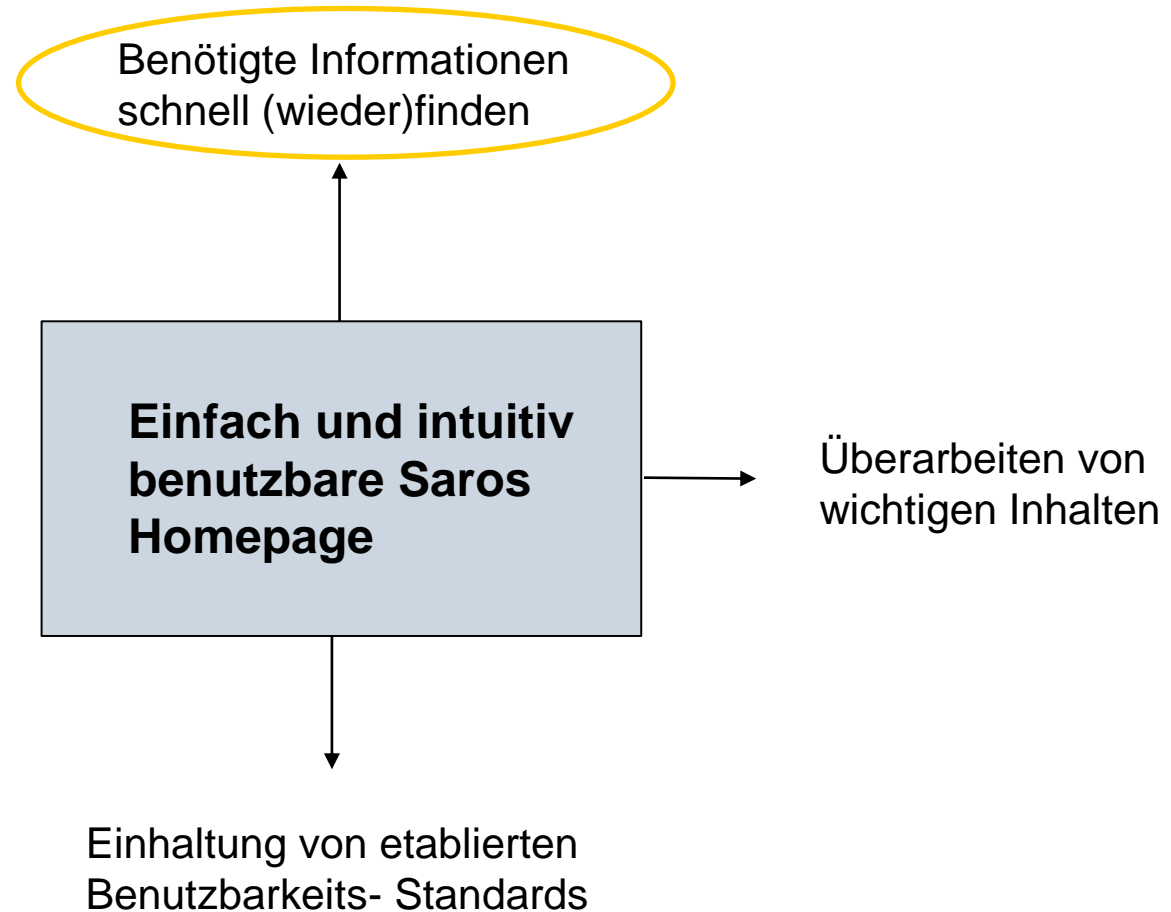 Benötigte Informationen
schnell (wieder)finden
Einfach und intuitiv
benutzbare Saros
Homepage
Überarbeiten von
wichtigen Inhalten
Einhaltung von etablierten
Benutzbarkeits- Standards